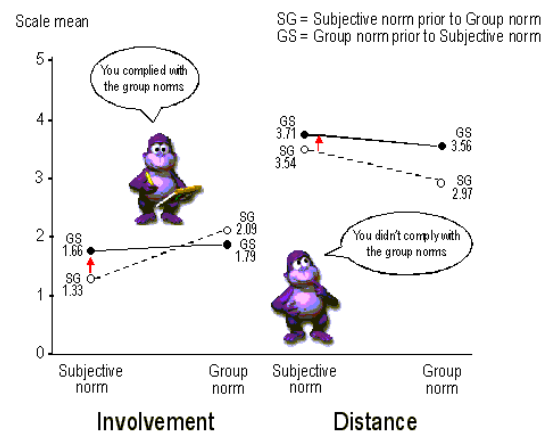 Scale mean
SG = Subjective norm prior to Group norm
GS = Group norm prior to Subjective norm
5
4
3
2
1
0
You complied with
the group norms
GS
1.66
SG
1.33
SG
2.09
GS
1.79
GS
3.71
SG
3.54
GS
3.56
SG
2.97
You didn't comply with
the group norms
Subjective
norm
Group
norm
Subjective
norm
Group
norm
Involvement
Distance